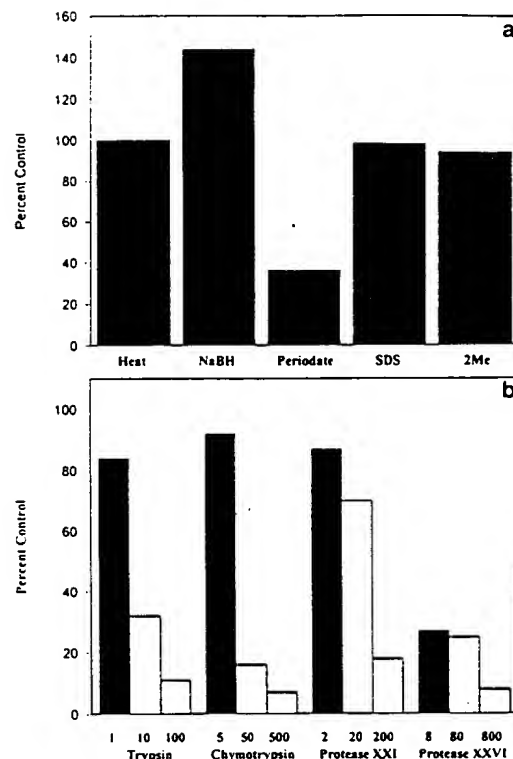 a
160
140
120
100
80
60
40
20
0
Percent Control
Heat NaBH Periodate SDS 2Me
b
100
80
60
40
20
0
Percent Control
1 10 100 5 50 500 2 20 200 8 80 800
Trypsin Chymotrypsin Protease XXI Protease XXVI